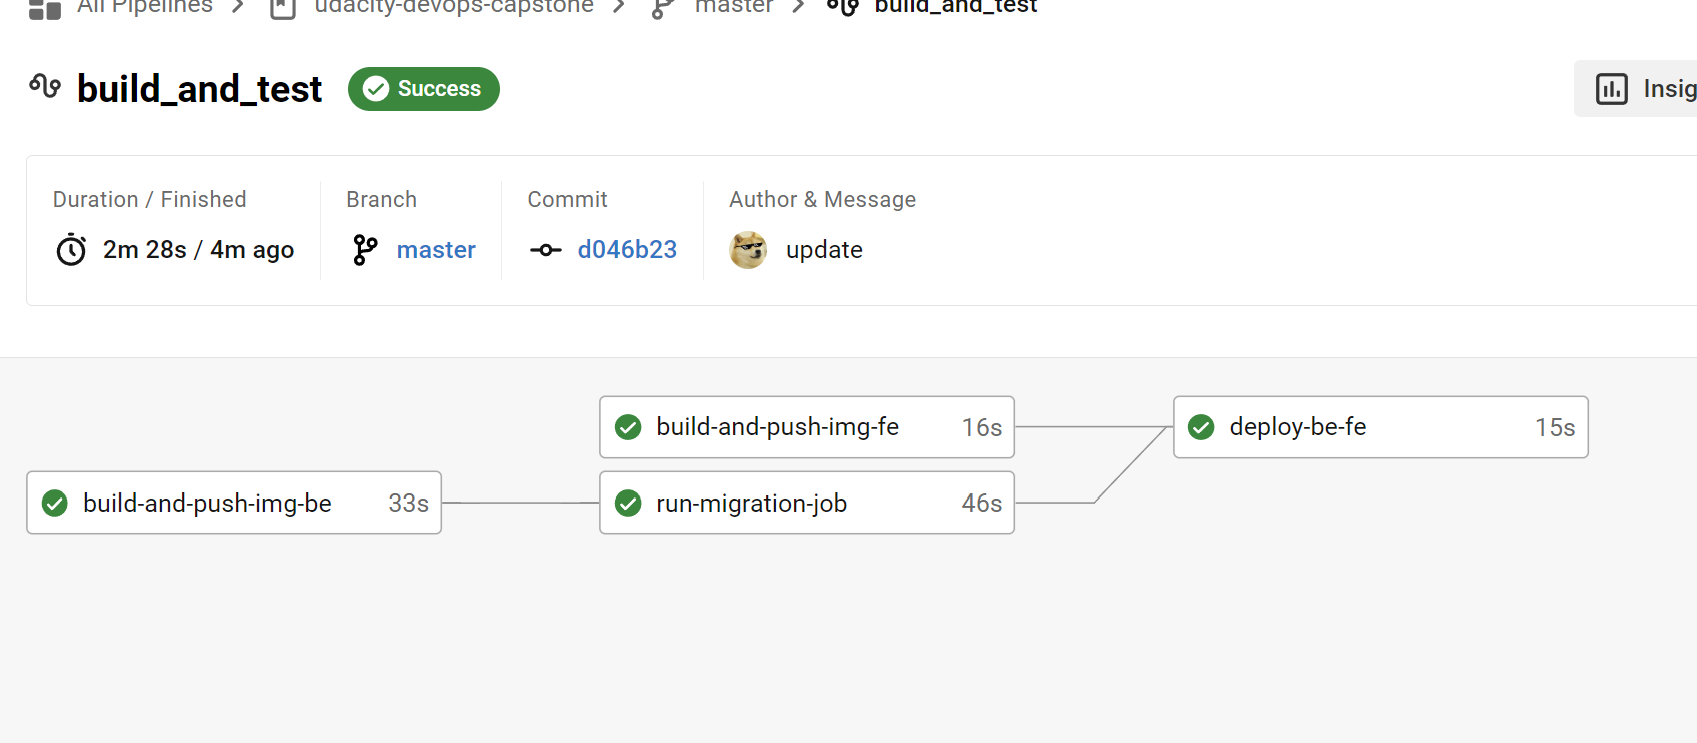 All Pipelines udacity-devops-capstone master build_and_test
build_and_test Success
Insig
Duration / Finished Branch Commit Author & Message
2m 28s / 4m ago master d046b23 update
build-and-push-img-fe 16s deploy-be-fe 15s
build-and-push-img-be 33s run-migration-job 46s